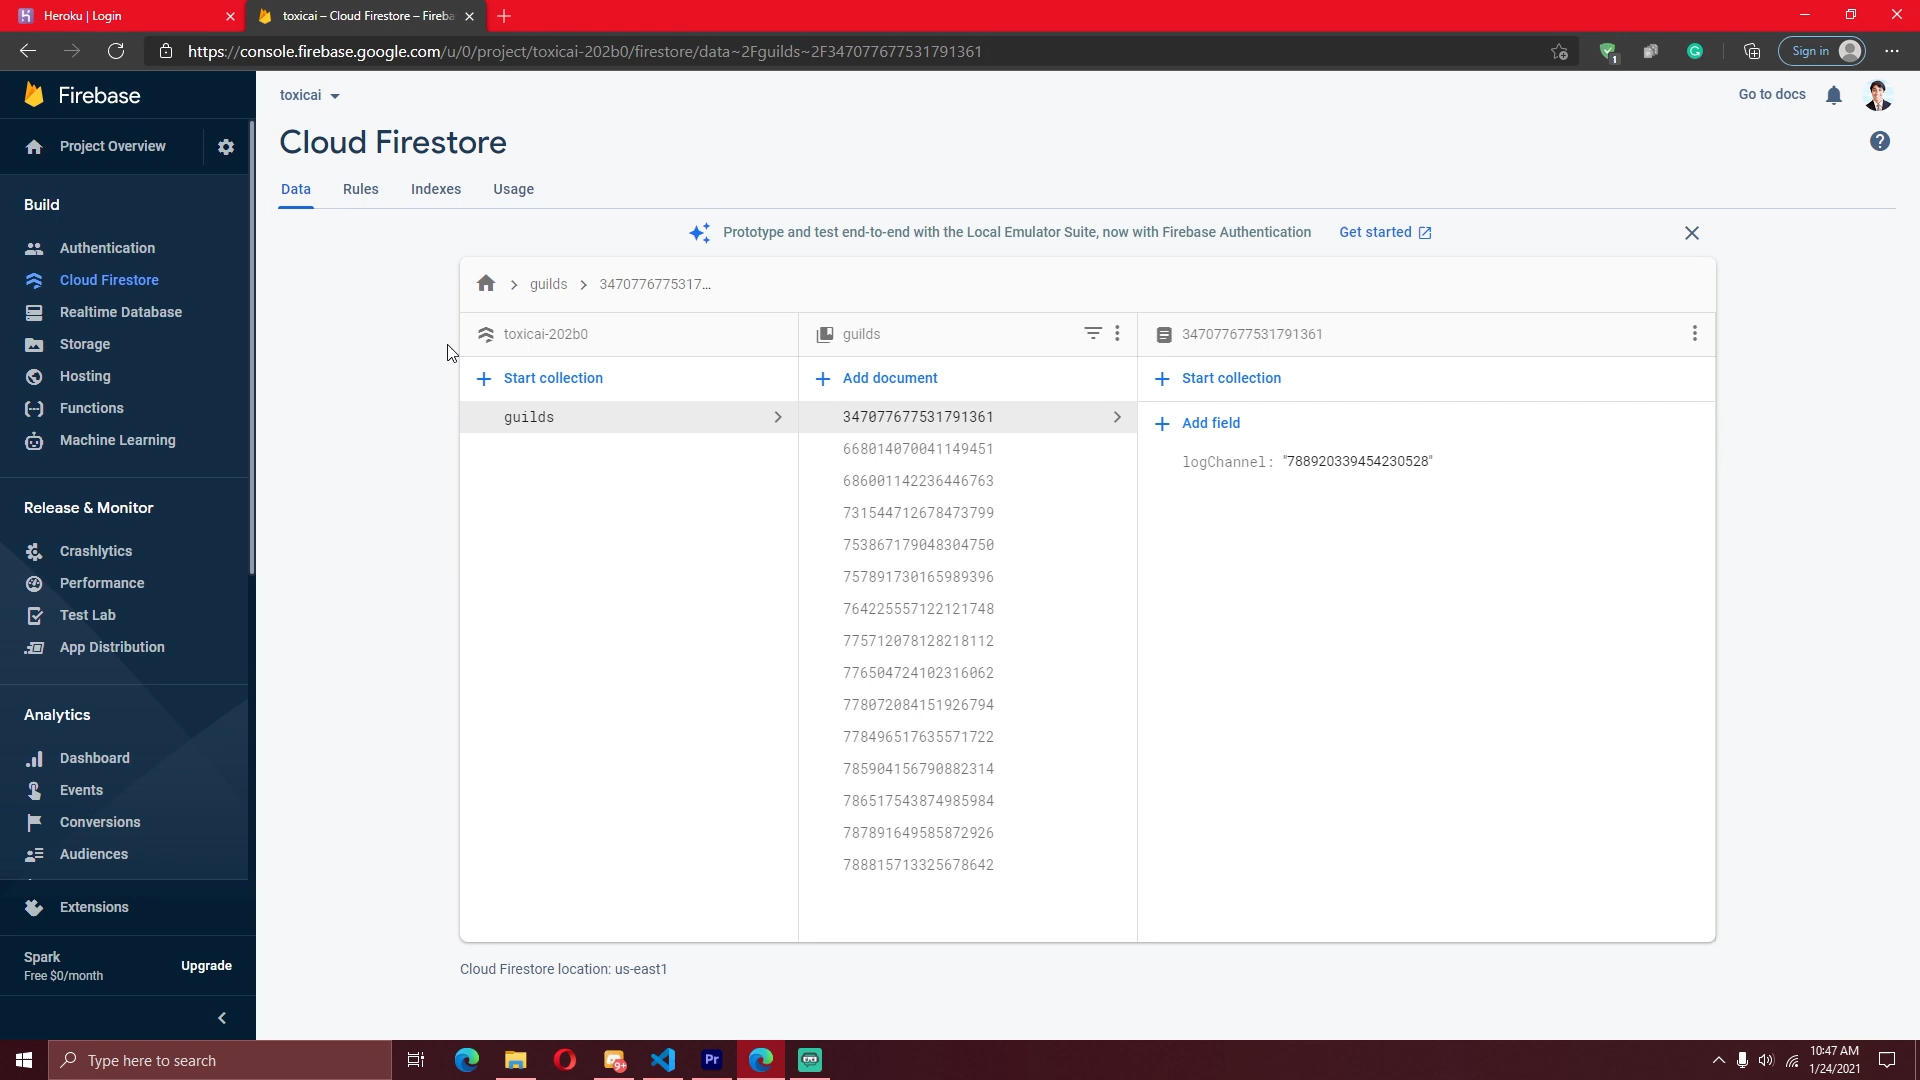 Heroku | Login
toxicai – Cloud Firestore – Fireba
https://console.firebase.google.com/u/0/project/toxicai-202b0/firestore/data~2Fguilds~2F347077677531791361
1
Sign in
Firebase
Project Overview
Build
Authentication
Cloud Firestore
Realtime Database
Storage
Hosting
Functions
Machine Learning
Release & Monitor
Crashlytics
Performance
Test Lab
App Distribution
Analytics
Dashboard
Events
Conversions
Audiences
Extensions
Spark
Free $0/month
Upgrade
toxicai
Go to docs
Cloud Firestore
Data
Rules
Indexes
Usage
Prototype and test end-to-end with the Local Emulator Suite, now with Firebase Authentication
Get started
guilds
3470776775317...
toxicai-202b0
Start collection
guilds
guilds
Add document
347077677531791361
668014070041149451
686001142236446763
731544712678473799
753867179048304750
757891730165989396
764225557122121748
775712078128218112
776504724102316062
778072084151926794
778496517635571722
785904156790882314
786517543874985984
787891649585872926
788815713325678642
347077677531791361
Start collection
Add field
logChannel: "788920339454230528"
Cloud Firestore location: us-east1
Type here to search
9+
Pr
10:47 AM
1/24/2021